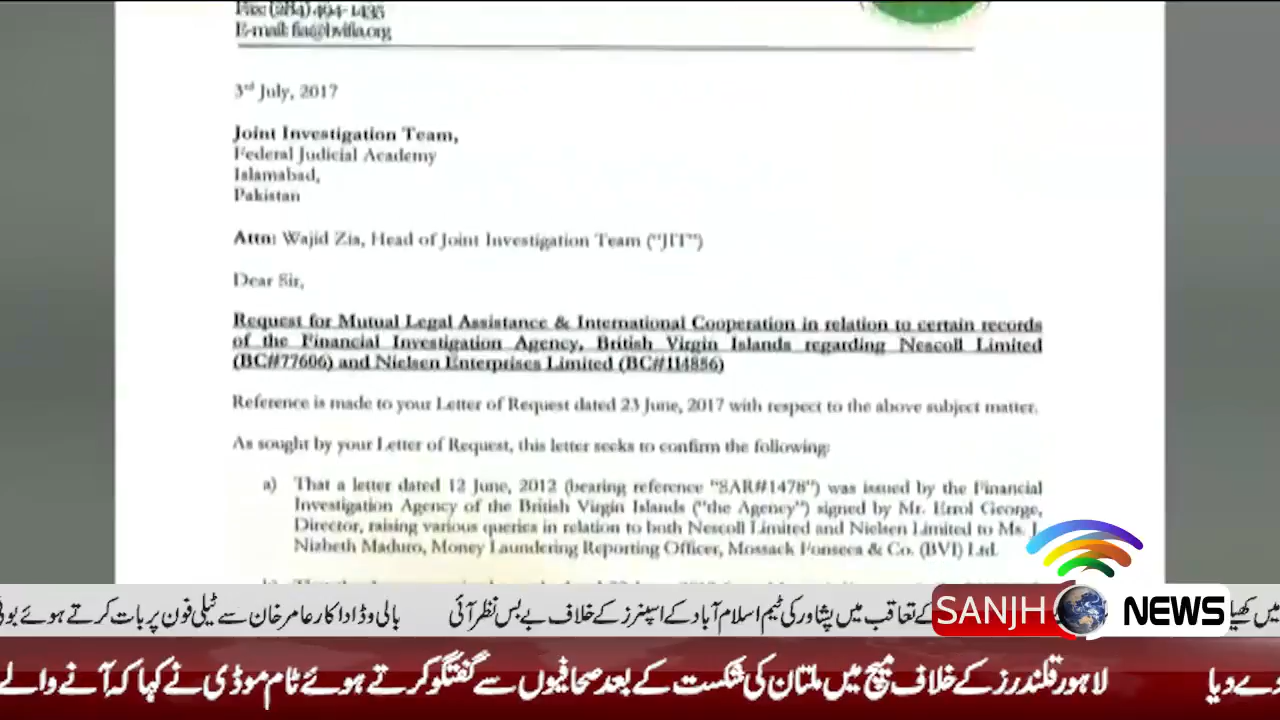 Fax: (284) 494-1435
E-mail: fia@bvifia.org
3rd July, 2017
Joint Investigation Team,
Federal Judicial Academy
Islamabad,
Pakistan
Attn: Wajid Zia, Head of Joint Investigation Team ("JIT")
Dear Sir,
Request for Mutual Legal Assistance & International Cooperation in relation to certain records
of the Financial Investigation Agency, British Virgin Islands regarding Nescoll Limited
(BC#77606) and Nielsen Enterprises Limited (BC#114856)
Reference is made to your Letter of Request dated 23 June, 2017 with respect to the above subject matter.
As sought by your Letter of Request, this letter seeks to confirm the following:
a) That a letter dated 12 June, 2012 (bearing reference "SAR#1478") was issued by the Financial
Investigation Agency of the British Virgin Islands ("the Agency") signed by Mr. Errol George,
Director, raising various queries in relation to both Nescoll Limited and Nielsen Limited to Ms. J.
Nizbeth Maduro, Money Laundering Reporting Officer, Mossack Fonseca & Co. (BVI) Ltd.
SANJH NEWS
کے تعاقب میں پشاور کی ٹیم اسلام آباد کے اسپنرز کے خلاف بے بس نظر آئی بالی وڈ اداکار عامر خان سے ٹیلی فون پر بات کرتے ہوئے
دے دیا لاہور قلندرز کے خلاف میچ میں ملتان کی شکست کے بعد صحافیوں سے گفتگو کرتے ہوئے ٹام موڈی نے کہا کہ آنے والے